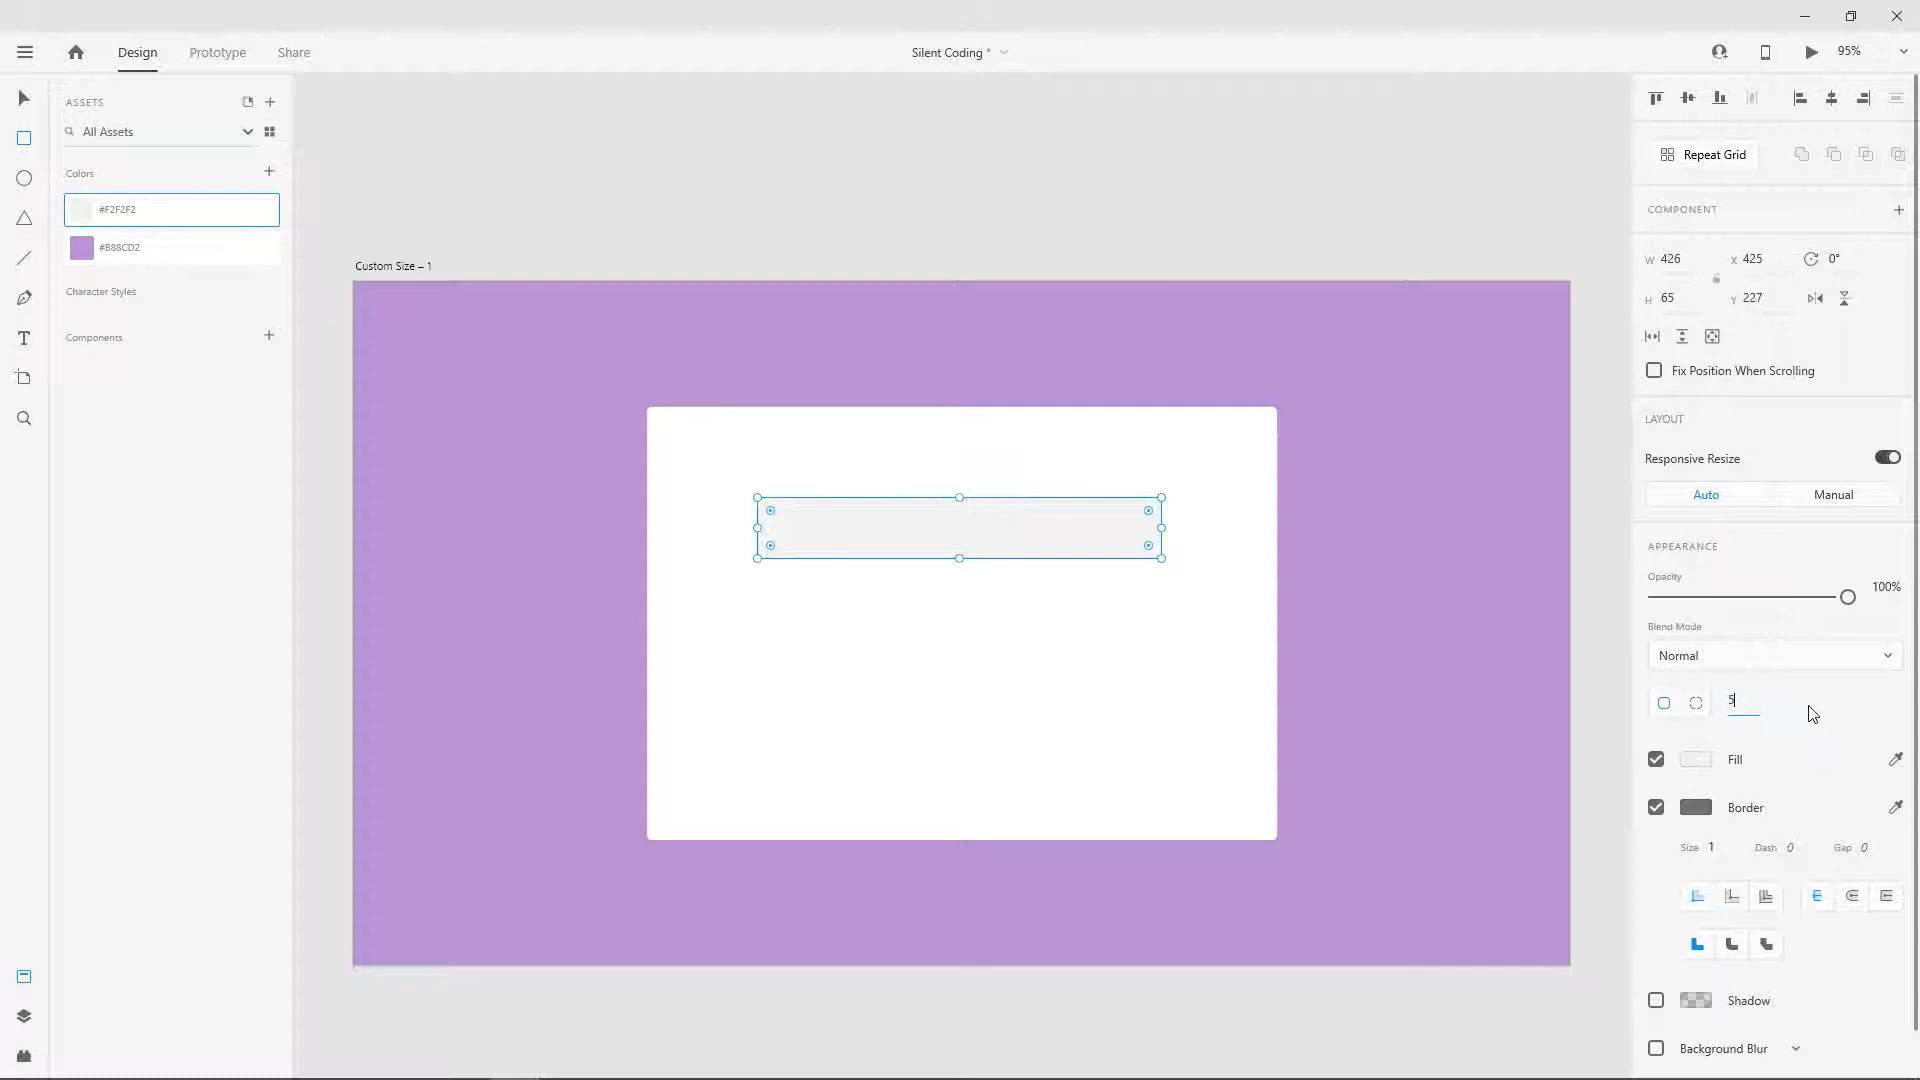 Design Prototype Share Silent Coding * 95%
ASSETS
All Assets
Colors
#F2F2F2
#B88CD2
Character Styles
Components
Custom Size – 1
Repeat Grid
COMPONENT
W 426 X 425 0°
H 65 Y 227
Fix Position When Scrolling
LAYOUT
Responsive Resize
Auto Manual
APPEARANCE
Opacity
100%
Blend Mode
Normal
5
Fill
Border
Size 1 Dash 0 Gap 0
Shadow
Background Blur